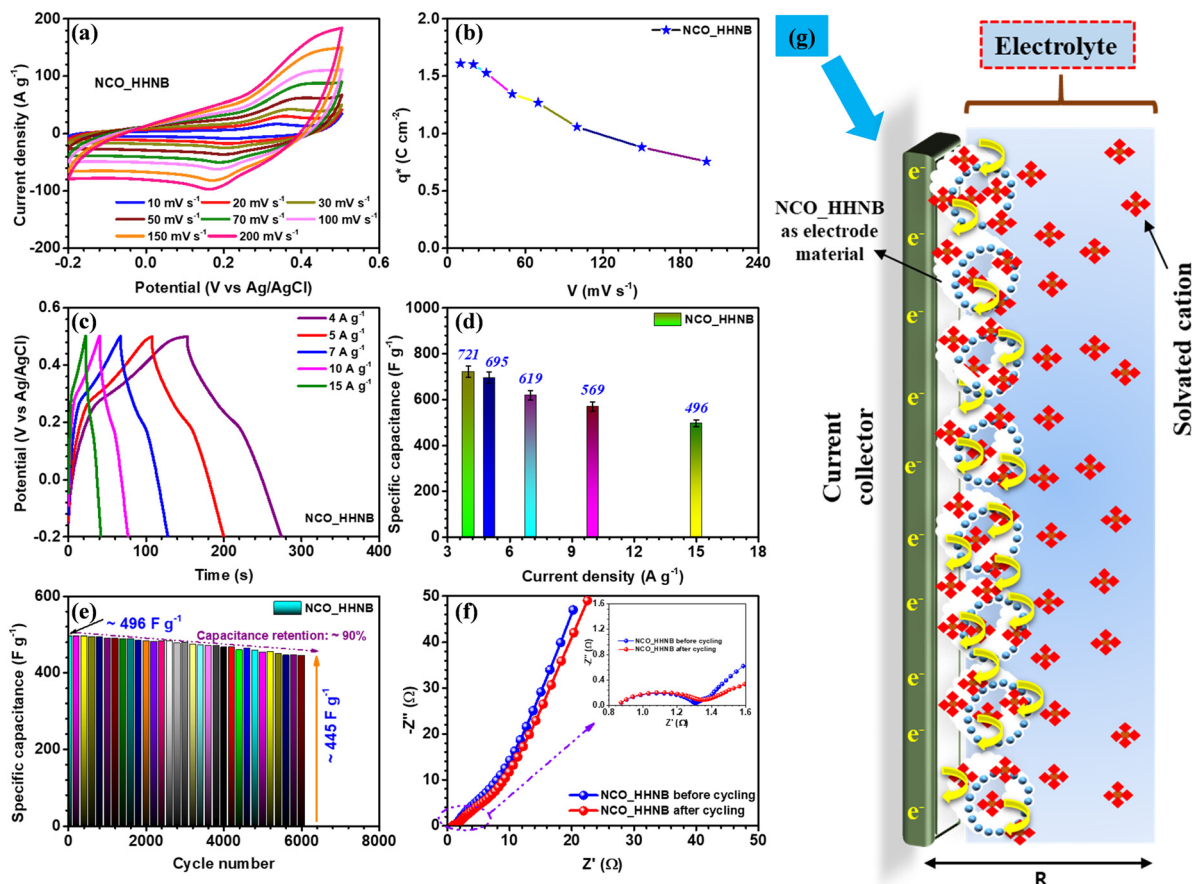 (a)
NCO_HHNB
Current density (A g⁻¹)
200
100
0
-100
-200
10 mV s⁻¹ 20 mV s⁻¹ 30 mV s⁻¹
50 mV s⁻¹ 70 mV s⁻¹ 100 mV s⁻¹
150 mV s⁻¹ 200 mV s⁻¹
-0.2 0.0 0.2 0.4 0.6
Potential (V vs Ag/AgCl)
(b)
NCO_HHNB
q* (C cm⁻²)
2.0
1.6
1.2
0.8
0.4
0.0
0 60 120 180 240
V (mV s⁻¹)
(c)
4 A g⁻¹
5 A g⁻¹
7 A g⁻¹
10 A g⁻¹
15 A g⁻¹
Potential (V vs Ag/AgCl)
0.6
0.4
0.2
0.0
-0.2
NCO_HHNB
0 100 200 300 400
Time (s)
(d)
NCO_HHNB
Specific capacitance (F g⁻¹)
1000
800
600
400
200
0
721 695 619 569 496
3 6 9 12 15 18
Current density (A g⁻¹)
(e)
NCO_HHNB
~ 496 F g⁻¹
Capacitance retention: ~ 90%
~ 445 F g⁻¹
Specific capacitance (F g⁻¹)
600
400
200
0
0 2000 4000 6000 8000
Cycle number
(f)
-Z'' (Ω)
50
40
30
20
10
0
0 10 20 30 40 50
Z' (Ω)
NCO_HHNB before cycling
NCO_HHNB after cycling
-Z'' (Ω)
1.6
1.2
0.8
0.4
0.0
NCO_HHNB before cycling
NCO_HHNB after cycling
0.8 1.0 1.2 1.4 1.6
Z' (Ω)
(g)
Electrolyte
NCO_HHNB
as electrode
material
Current
collector
Solvated cation
e⁻
e⁻
e⁻
e⁻
e⁻
e⁻
e⁻
e⁻
e⁻
e⁻
R